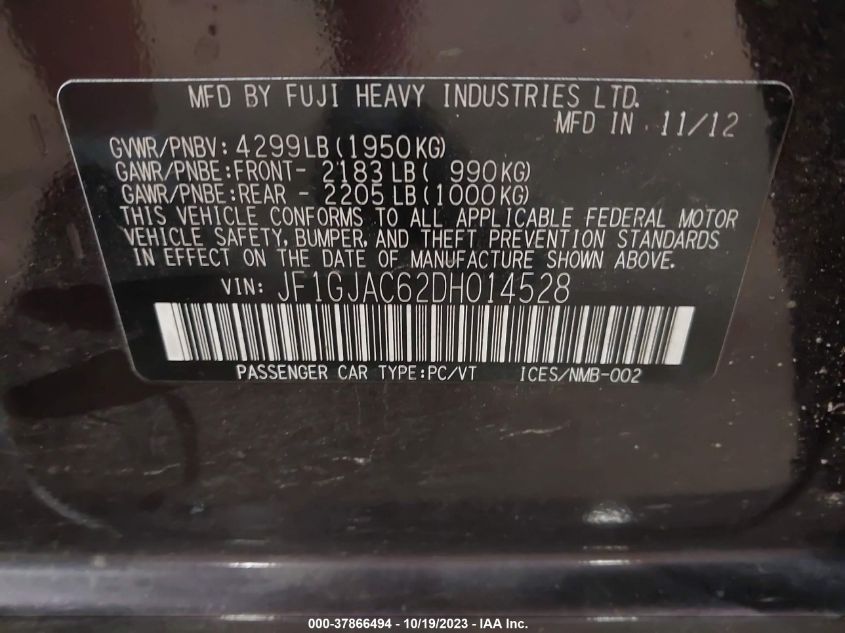 MFD BY FUJI HEAVY INDUSTRIES LTD.
MFD IN 11/12
GVWR/PNBV: 4299LB(1950KG)
GAWR/PNBE:FRONT- 2183LB( 990KG)
GAWR/PNBE:REAR - 2205LB(1000KG)
THIS VEHICLE CONFORMS TO ALL APPLICABLE FEDERAL MOTOR
VEHICLE SAFETY, BUMPER, AND THEFT PREVENTION STANDARDS
IN EFFECT ON THE DATE OF MANUFACTURE SHOWN ABOVE.
VIN: JF1GJAC62DH014528
PASSENGER CAR TYPE:PC/VT ICES/NMB-002
000-37866494 - 10/19/2023 - IAA Inc.